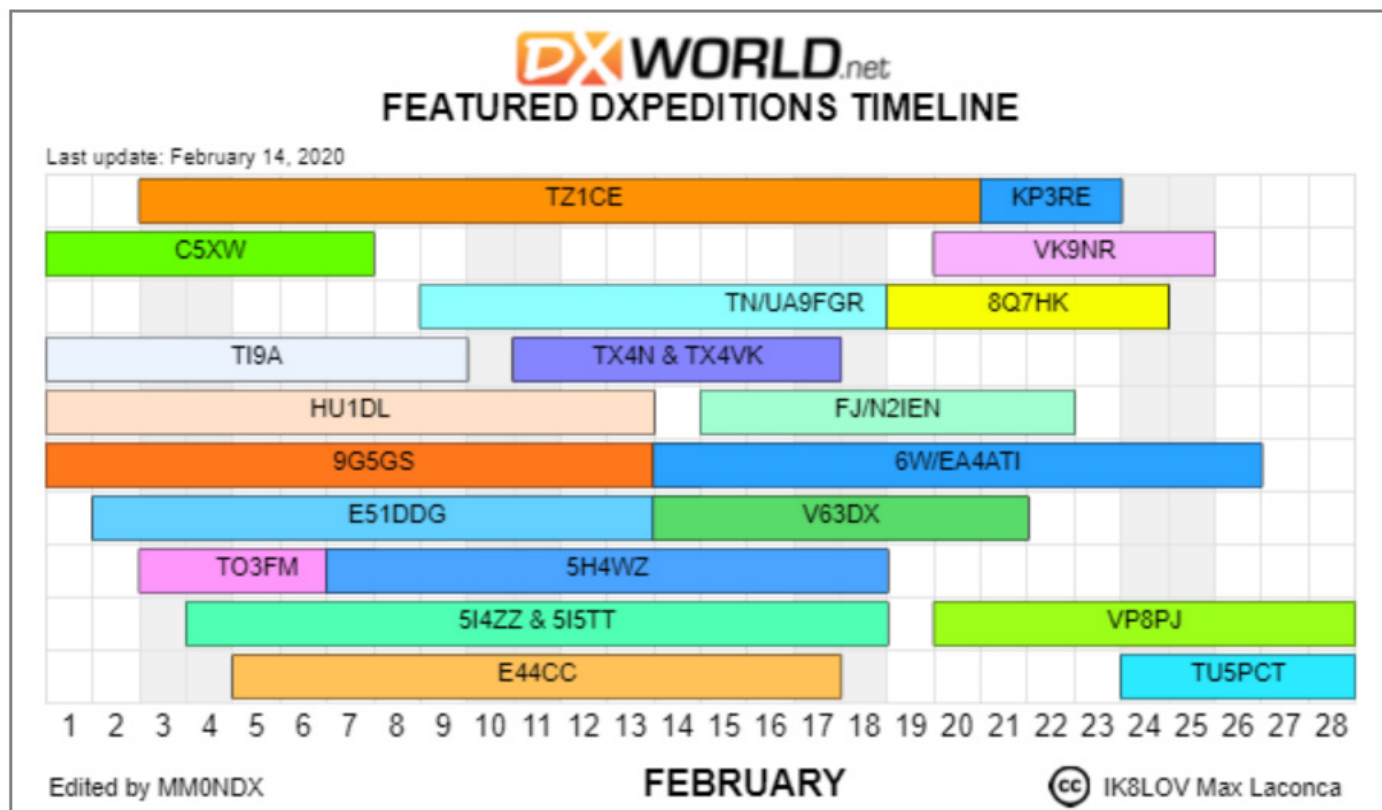 DXWORLD.net
FEATURED DXPEDITIONS TIMELINE
Last update: February 14, 2020
TZ1CE KP3RE
C5XW VK9NR
TN/UA9FGR 8Q7HK
TI9A TX4N & TX4VK
HU1DL FJ/N2IEN
9G5GS 6W/EA4ATI
E51DDG V63DX
TO3FM 5H4WZ
5I4ZZ & 5I5TT VP8PJ
E44CC TU5PCT
1 2 3 4 5 6 7 8 9 10 11 12 13 14 15 16 17 18 19 20 21 22 23 24 25 26 27 28
Edited by MM0NDX FEBRUARY cc IK8LOV Max Laconca